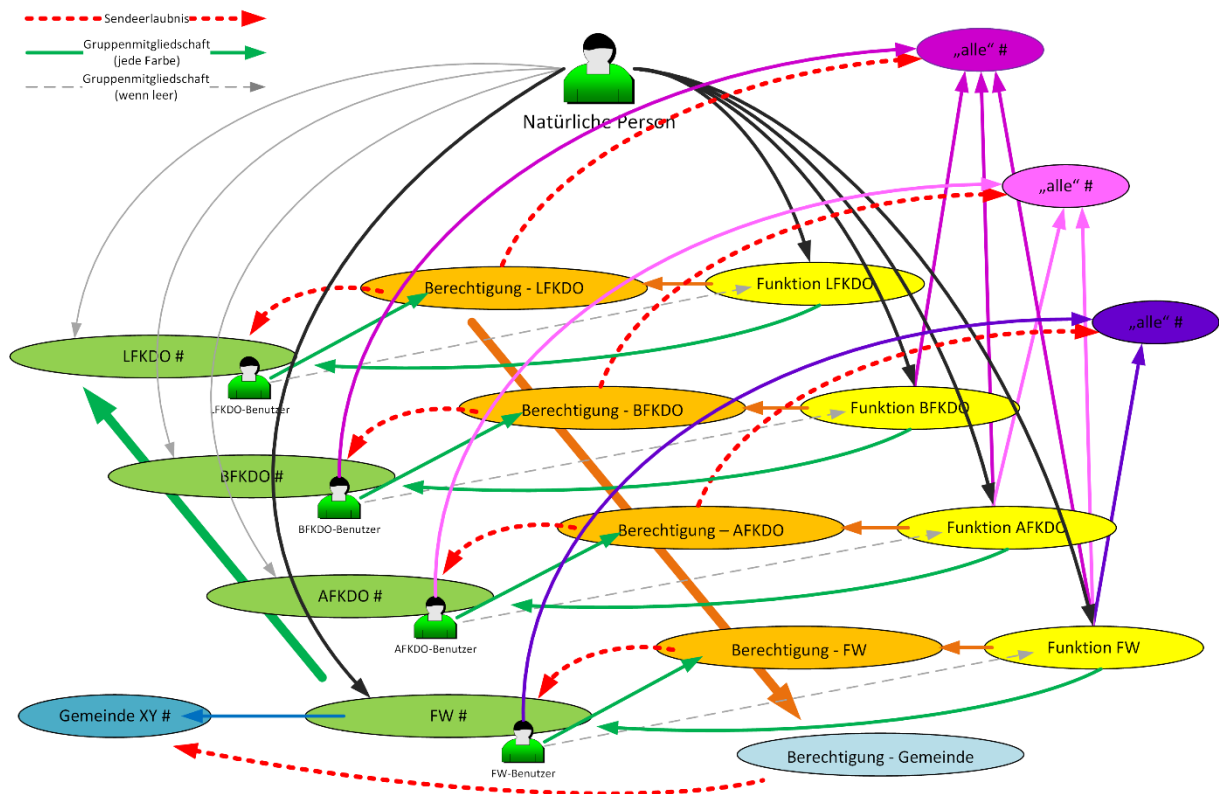 Sendeerlaubnis
Gruppenmitgliedschaft
(jede Farbe)
Gruppenmitgliedschaft
(wenn leer)
Natürliche Person
„alle“ #
„alle“ #
„alle“ #
Berechtigung - LFKDO
Funktion LFKDO
LFKDO #
LFKDO-Benutzer
Berechtigung - BFKDO
Funktion BFKDO
BFKDO #
BFKDO-Benutzer
Berechtigung – AFKDO
Funktion AFKDO
AFKDO #
AFKDO-Benutzer
Berechtigung - FW
Funktion FW
Gemeinde XY #
FW #
FW-Benutzer
Berechtigung - Gemeinde